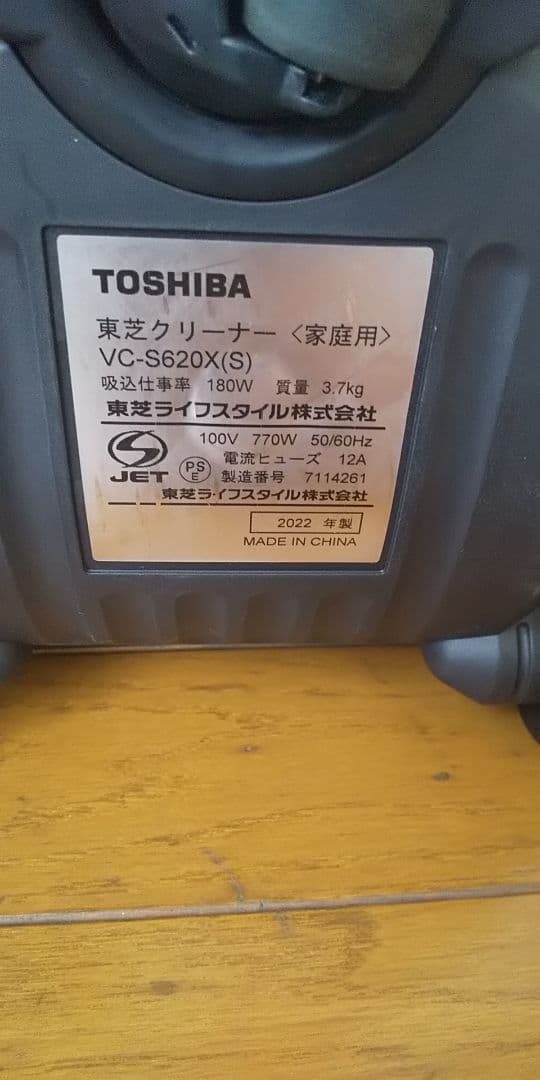 TOSHIBA
東芝クリーナー〈家庭用〉
VC-S620X(S)
吸込仕事率 180W 質量 3.7kg
東芝ライフスタイル株式会社
100V 770W 50/60Hz
電流ヒューズ 12A
JET PS E 製造番号 7114261
東芝ライフスタイル株式会社
2022 年製
MADE IN CHINA